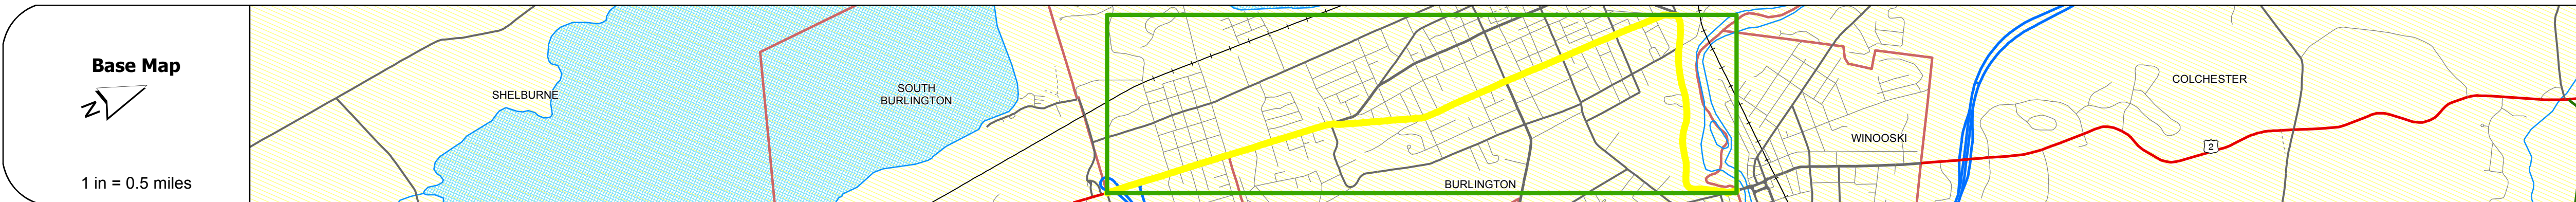 Base Map
N
1 in = 0.5 miles
SHELBURNE
SOUTH
BURLINGTON
BURLINGTON
WINOOSKI
COLCHESTER
2